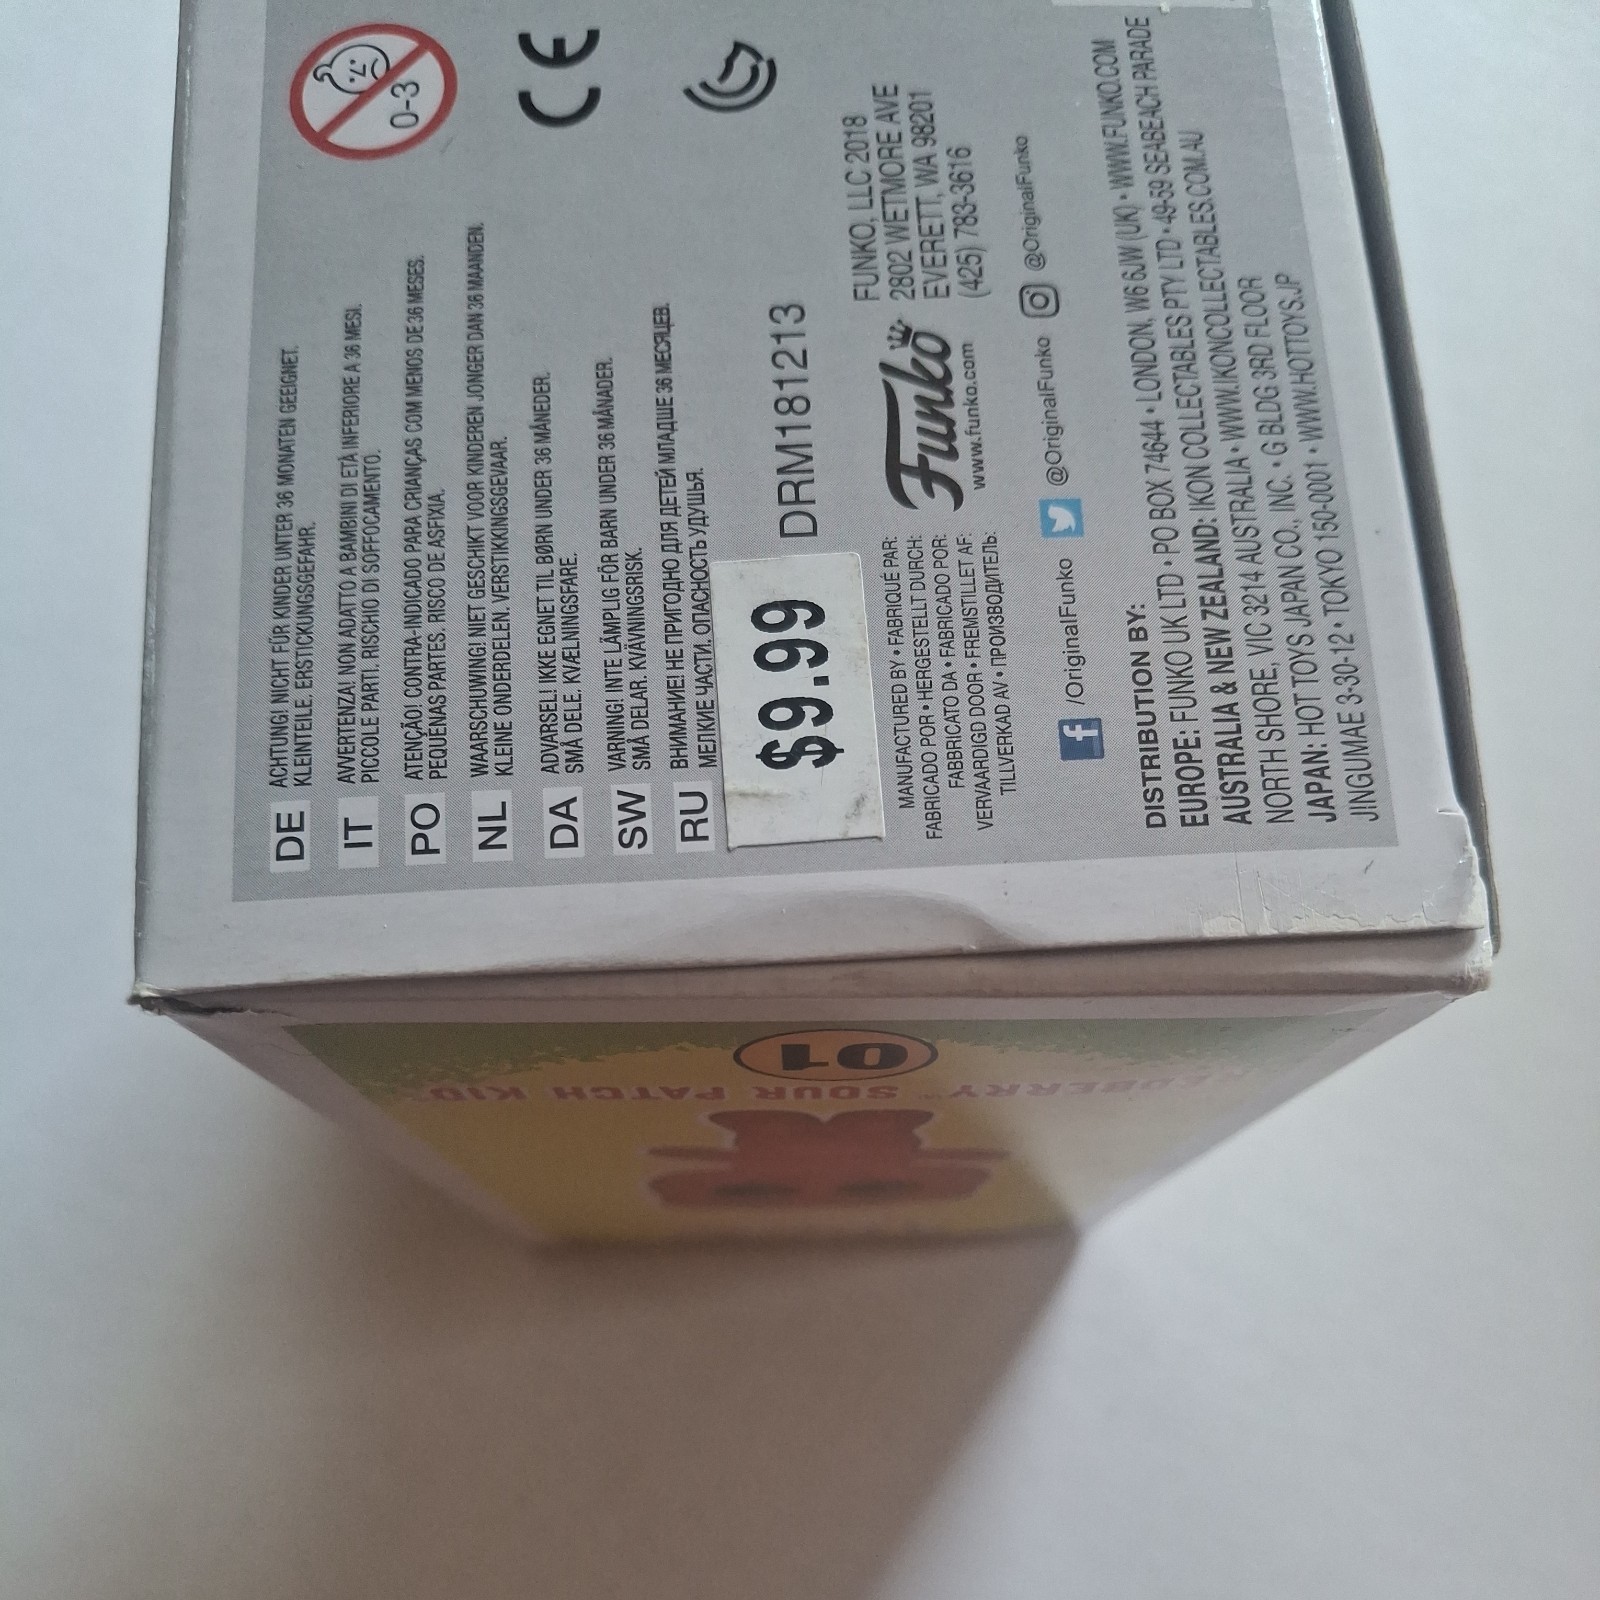 DE ACHTUNG! NICHT FÜR KINDER UNTER 36 MONATEN GEEIGNET.
KLEINTEILE. ERSTICKUNGSGEFAHR.
IT AVVERTENZA! NON ADATTO A BAMBINI DI ETÀ INFERIORE A 36 MESI.
PICCOLE PARTI. RISCHIO DI SOFFOCAMENTO.
PO ATENÇÃO! CONTRA-INDICADO PARA CRIANÇAS COM MENOS DE 36 MESES.
PEQUENAS PARTES. RISCO DE ASFIXIA.
NL WAARSCHUWING! NIET GESCHIKT VOOR KINDEREN JONGER DAN 36 MAANDEN.
KLEINE ONDERDELEN. VERSTIKKINGSGEVAAR.
DA ADVARSEL! IKKE EGNET TIL BØRN UNDER 36 MÅNEDER.
SMÅ DELE. KVÆLNINGSFARE.
SW VARNING! INTE LÄMPLIG FÖR BARN UNDER 36 MÅNADER.
SMÅ DELAR. KVÄVNINGSRISK.
RU ВНИМАНИЕ! НЕ ПРИГОДНО ДЛЯ ДЕТЕЙ МЛАДШЕ 36 МЕСЯЦЕВ.
МЕЛКИЕ ЧАСТИ. ОПАСНОСТЬ УДУШЬЯ.
0-3
CE
$9.99
DRM181213
MANUFACTURED BY • FABRIQUÉ PAR:
FABRICADO POR • HERGESTELLT DURCH:
FABBRICATO DA • FABRICADO POR:
VERVAARDIGD DOOR • FREMSTILLET AF:
TILLVERKAD AV • ПРОИЗВОДИТЕЛЬ:
Funko
www.funko.com
FUNKO, LLC 2018
2802 WETMORE AVE
EVERETT, WA 98201
(425) 783-3616
/OriginalFunko @OriginalFunko @OriginalFunko
DISTRIBUTION BY:
EUROPE: FUNKO UK LTD • PO BOX 74644 • LONDON, W6 6JW (UK) • WWW.FUNKO.COM
AUSTRALIA & NEW ZEALAND: IKON COLLECTABLES PTY LTD • 49-59 SEABEACH PARADE
NORTH SHORE, VIC 3214 AUSTRALIA • WWW.IKONCOLLECTABLES.COM.AU
JAPAN: HOT TOYS JAPAN CO., INC. • G BLDG 3RD FLOOR
JINGUMAE 3-30-12 • TOKYO 150-0001 • WWW.HOTTOYS.JP
01
REDBERRY™ SOUR PATCH KID™